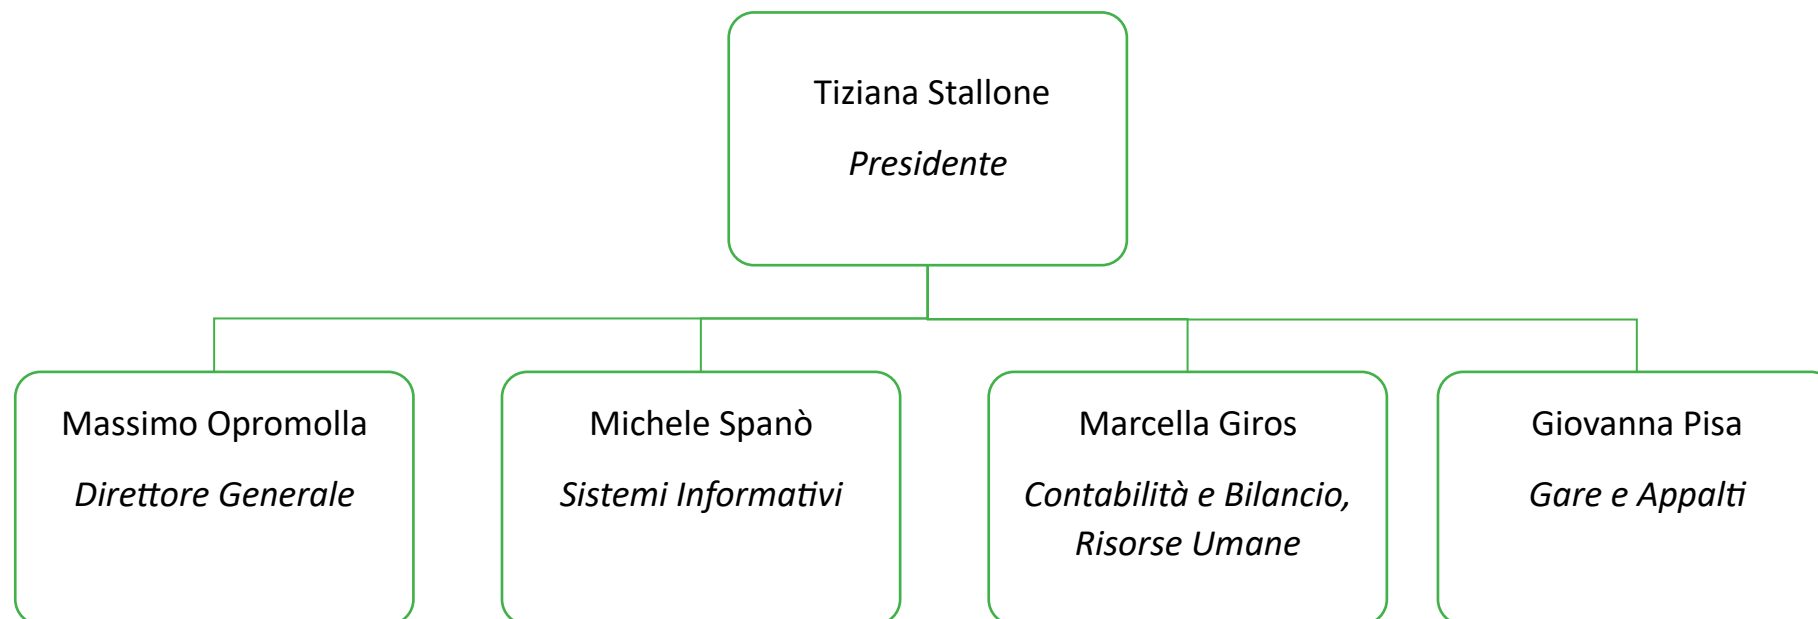 Tiziana Stallone
Presidente
Massimo Opromolla
Direttore Generale
Michele Spanò
Sistemi Informativi
Marcella Giros
Contabilità e Bilancio,
Risorse Umane
Giovanna Pisa
Gare e Appalti